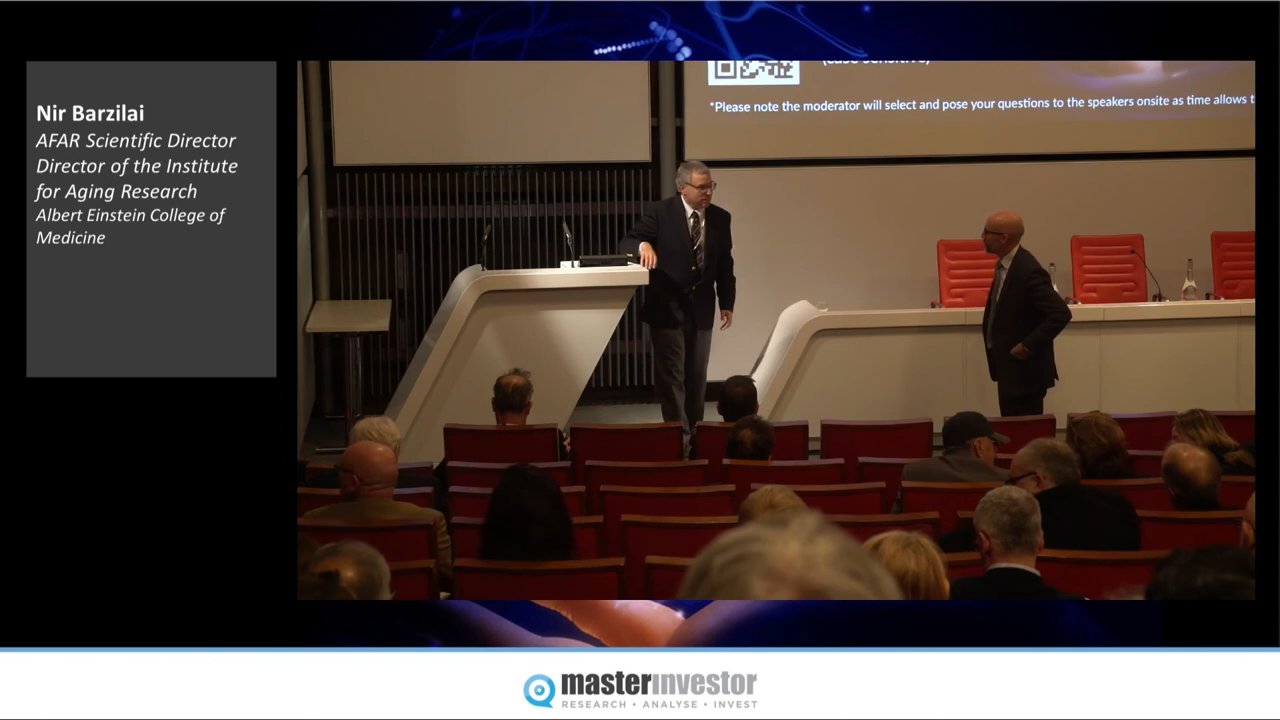 Nir Barzilai
AFAR Scientific Director
Director of the Institute
for Aging Research
Albert Einstein College of
Medicine
(case sensitive)
*Please note the moderator will select and pose your questions to the speakers onsite as time allows t
masterinvestor
RESEARCH • ANALYSE • INVEST